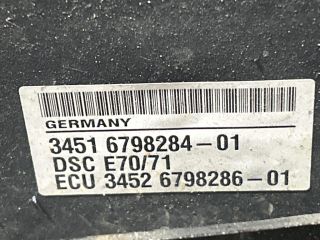 GERMANY
3451 6798284-01
DSC E70/71
ECU 3452 6798286-01